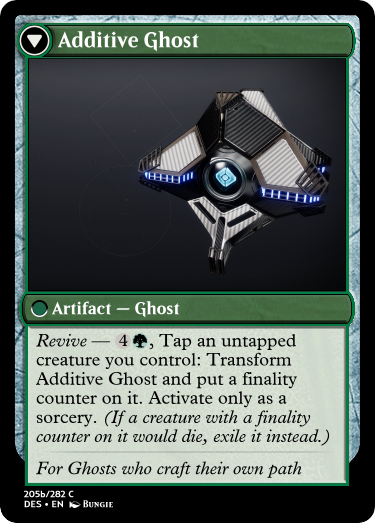 Additive Ghost
Artifact — Ghost
Revive — 4, Tap an untapped
creature you control: Transform
Additive Ghost and put a finality
counter on it. Activate only as a
sorcery. (If a creature with a finality
counter on it would die, exile it instead.)
For Ghosts who craft their own path
205b/282 C
DES • EN Bungie